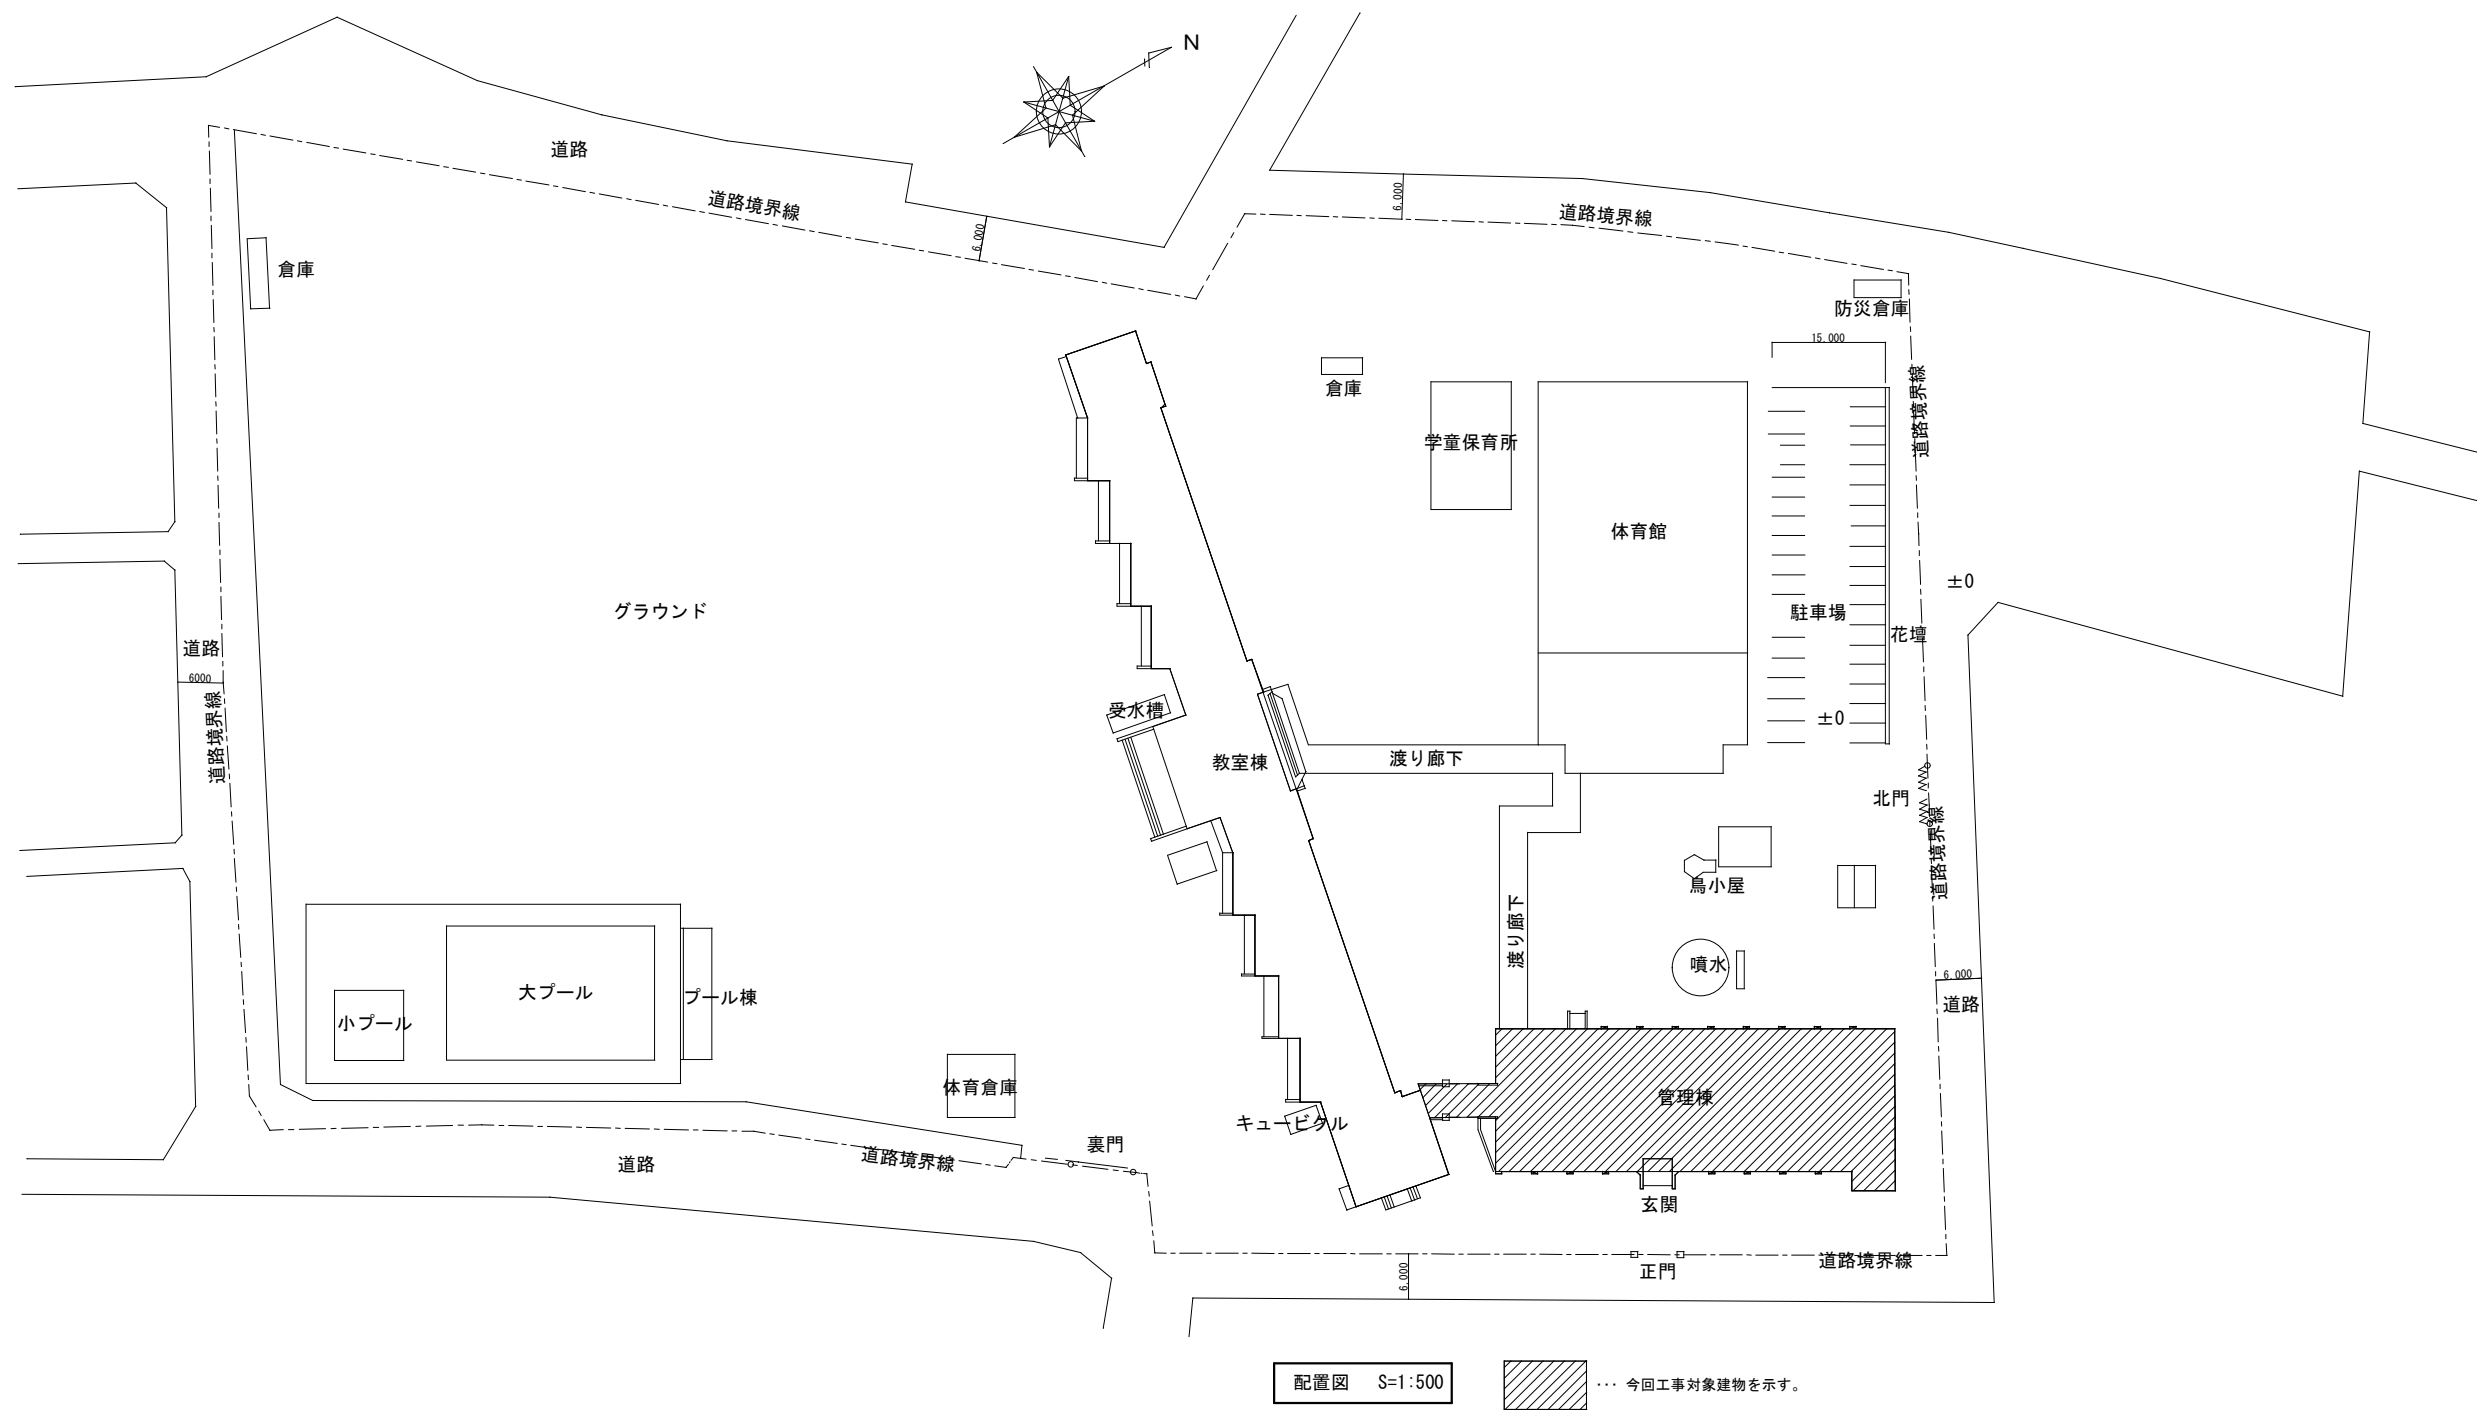 N
道路
道路境界線
6.000
6.000
道路境界線
倉庫
防災倉庫
15.000
倉庫
道路境界線
学童保育所
体育館
±0
グラウンド
駐車場
花壇
道路
6000
道路境界線
受水槽
±0
教室棟
渡り廊下
北門
道路境界線
鳥小屋
渡り廊下
噴水
6.000
道路
大プール
プール棟
小プール
体育倉庫
管理棟
キュービクル
裏門
道路境界線
道路
玄関
道路境界線
正門
6.000
配置図 S=1:500
・・・ 今回工事対象建物を示す。